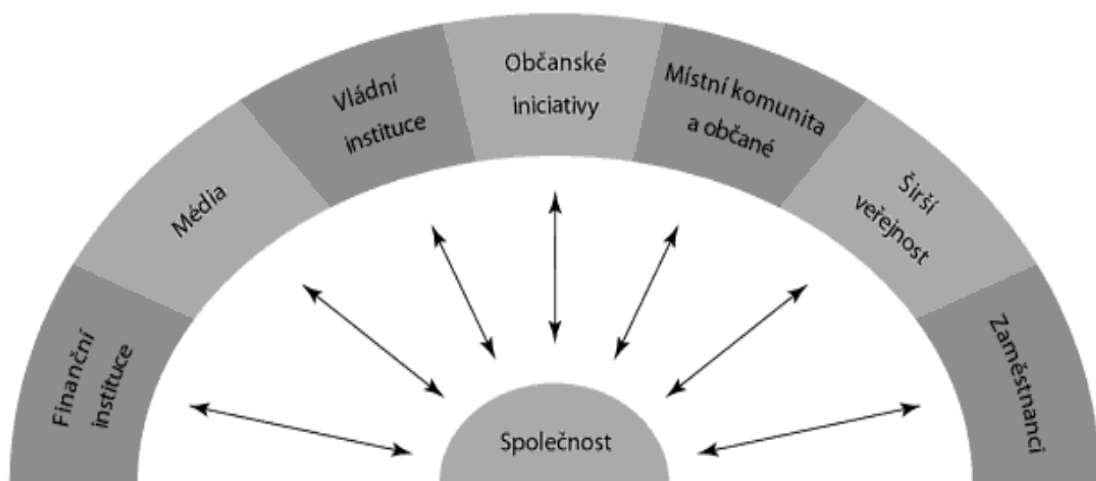 Finanční
instituce
Média
Vládní
instituce
Občanské
iniciativy
Místní komunita
a občané
Širší
veřejnost
Zaměstnanci
Společnost